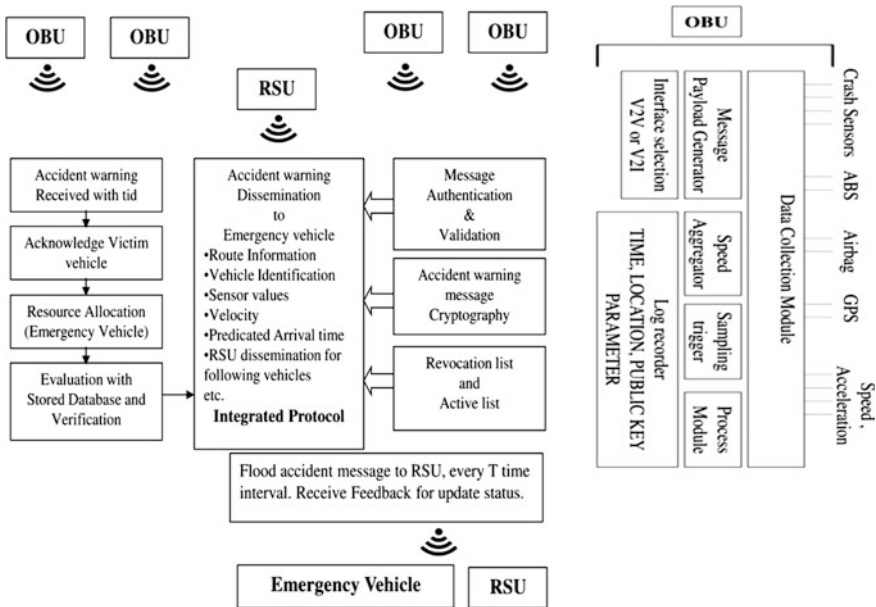 OBU
OBU
OBU
OBU
RSU
Accident warning
Received with tid
Acknowledge Victim
vehicle
Resource Allocation
(Emergency Vehicle)
Evaluation with
Stored Database and
Verification
Accident warning
Dissemination
to
Emergency vehicle
•Route Information
•Vehicle Identification
•Sensor values
•Velocity
•Predicated Arrival time
•RSU dissemination for
following vehicles
etc.
Integrated Protocol
Message
Authentication
&
Validation
Accident warning
message
Cryptography
Revocation list
and
Active list
Flood accident message to RSU, every T time
interval. Receive Feedback for update status.
Emergency Vehicle
RSU
OBU
Interface selection
V2V or V2I
Message
Payload Generator
Log recorder
TIME, LOCATION, PUBLIC KEY
PARAMETER
Speed
Aggregator
Sampling
trigger
Process
Module
Data Collection Module
Crash Sensors
ABS
Airbag
GPS
Speed ,
Acceleration